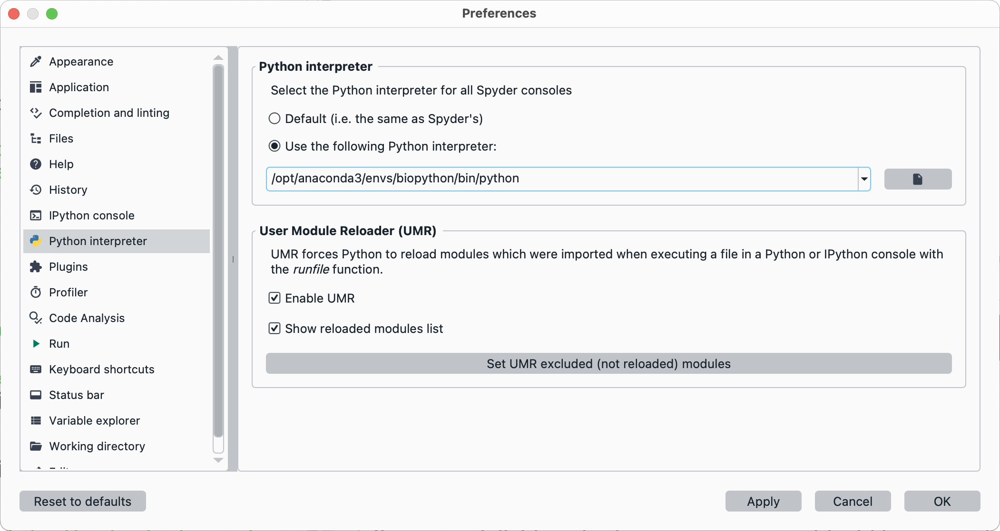 Preferences
Appearance
Application
Completion and linting
Files
Help
History
IPython console
Python interpreter
Plugins
Profiler
Code Analysis
Run
Keyboard shortcuts
Status bar
Variable explorer
Working directory
Python interpreter
Select the Python interpreter for all Spyder consoles
Default (i.e. the same as Spyder's)
Use the following Python interpreter:
/opt/anaconda3/envs/biopython/bin/python
User Module Reloader (UMR)
UMR forces Python to reload modules which were imported when executing a file in a Python or IPython console with
the runfile function.
Enable UMR
Show reloaded modules list
Set UMR excluded (not reloaded) modules
Reset to defaults
Apply
Cancel
OK